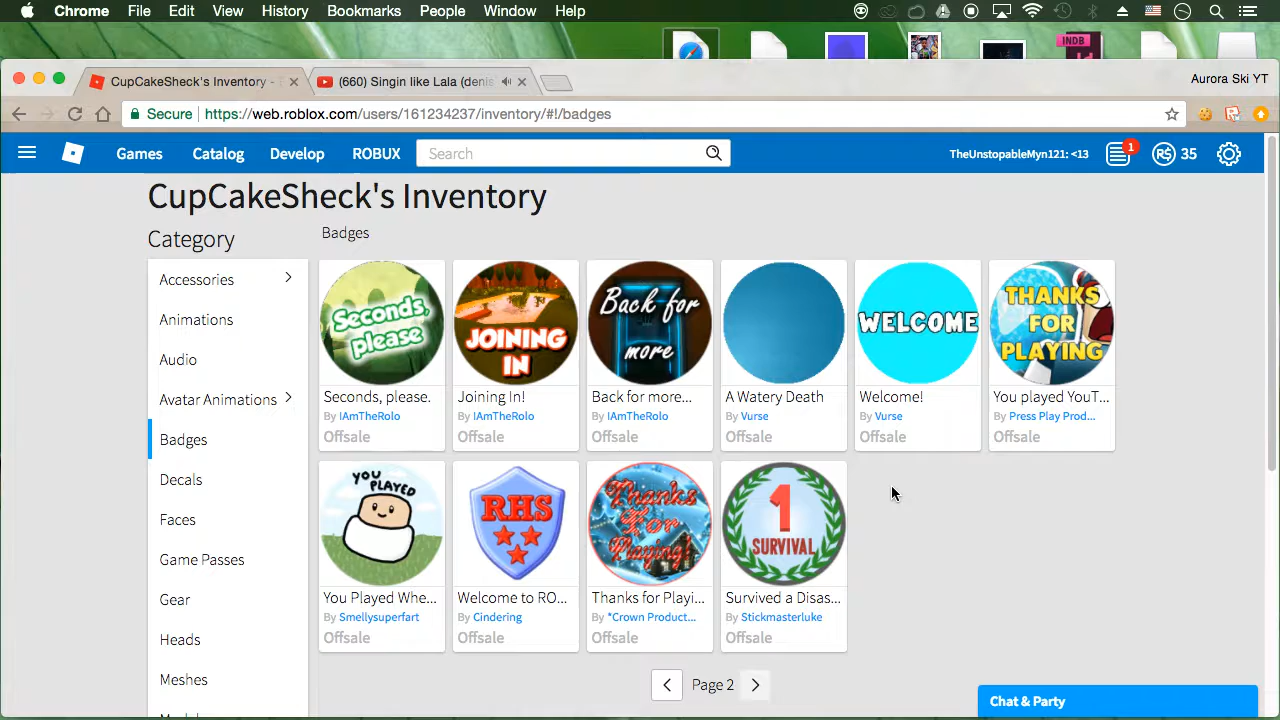 Chrome File Edit View History Bookmarks People Window Help
INDB
CupCakeSheck's Inventory - (660) Singin like Lala (denis Aurora Ski YT
Secure https://web.roblox.com/users/161234237/inventory/#!/badges
Games Catalog Develop ROBUX Search TheUnstopableMyn121: <13 1 R$ 35
CupCakeSheck's Inventory
Category
Accessories
Animations
Audio
Avatar Animations
Badges
Decals
Faces
Game Passes
Gear
Heads
Meshes
Badges
Seconds, please
JOINING IN
Back for more
WELCOME
THANKS FOR PLAYING
Seconds, please. Joining In! Back for more... A Watery Death Welcome! You played YouT...
By IAmTheRolo By IAmTheRolo By IAmTheRolo By Vurse By Vurse By Press Play Prod...
Offsale Offsale Offsale Offsale Offsale Offsale
YOU PLAYED
RHS
Thanks For Playing!
1 SURVIVAL
You Played Whe... Welcome to RO... Thanks for Playi... Survived a Disas...
By Smellysuperfart By Cindering By *Crown Product... By Stickmasterluke
Offsale Offsale Offsale Offsale
Page 2
Chat & Party